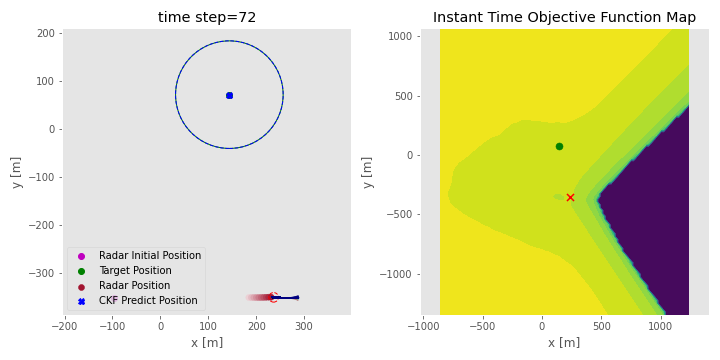 time step=72
200
100
0
−100
−200
−300
y [m]
Radar Initial Position
Target Position
Radar Position
CKF Predict Position
−200
−100
0
100
200
300
x [m]
Instant Time Objective Function Map
1000
500
0
−500
−1000
y [m]
−1000
−500
0
500
1000
x [m]